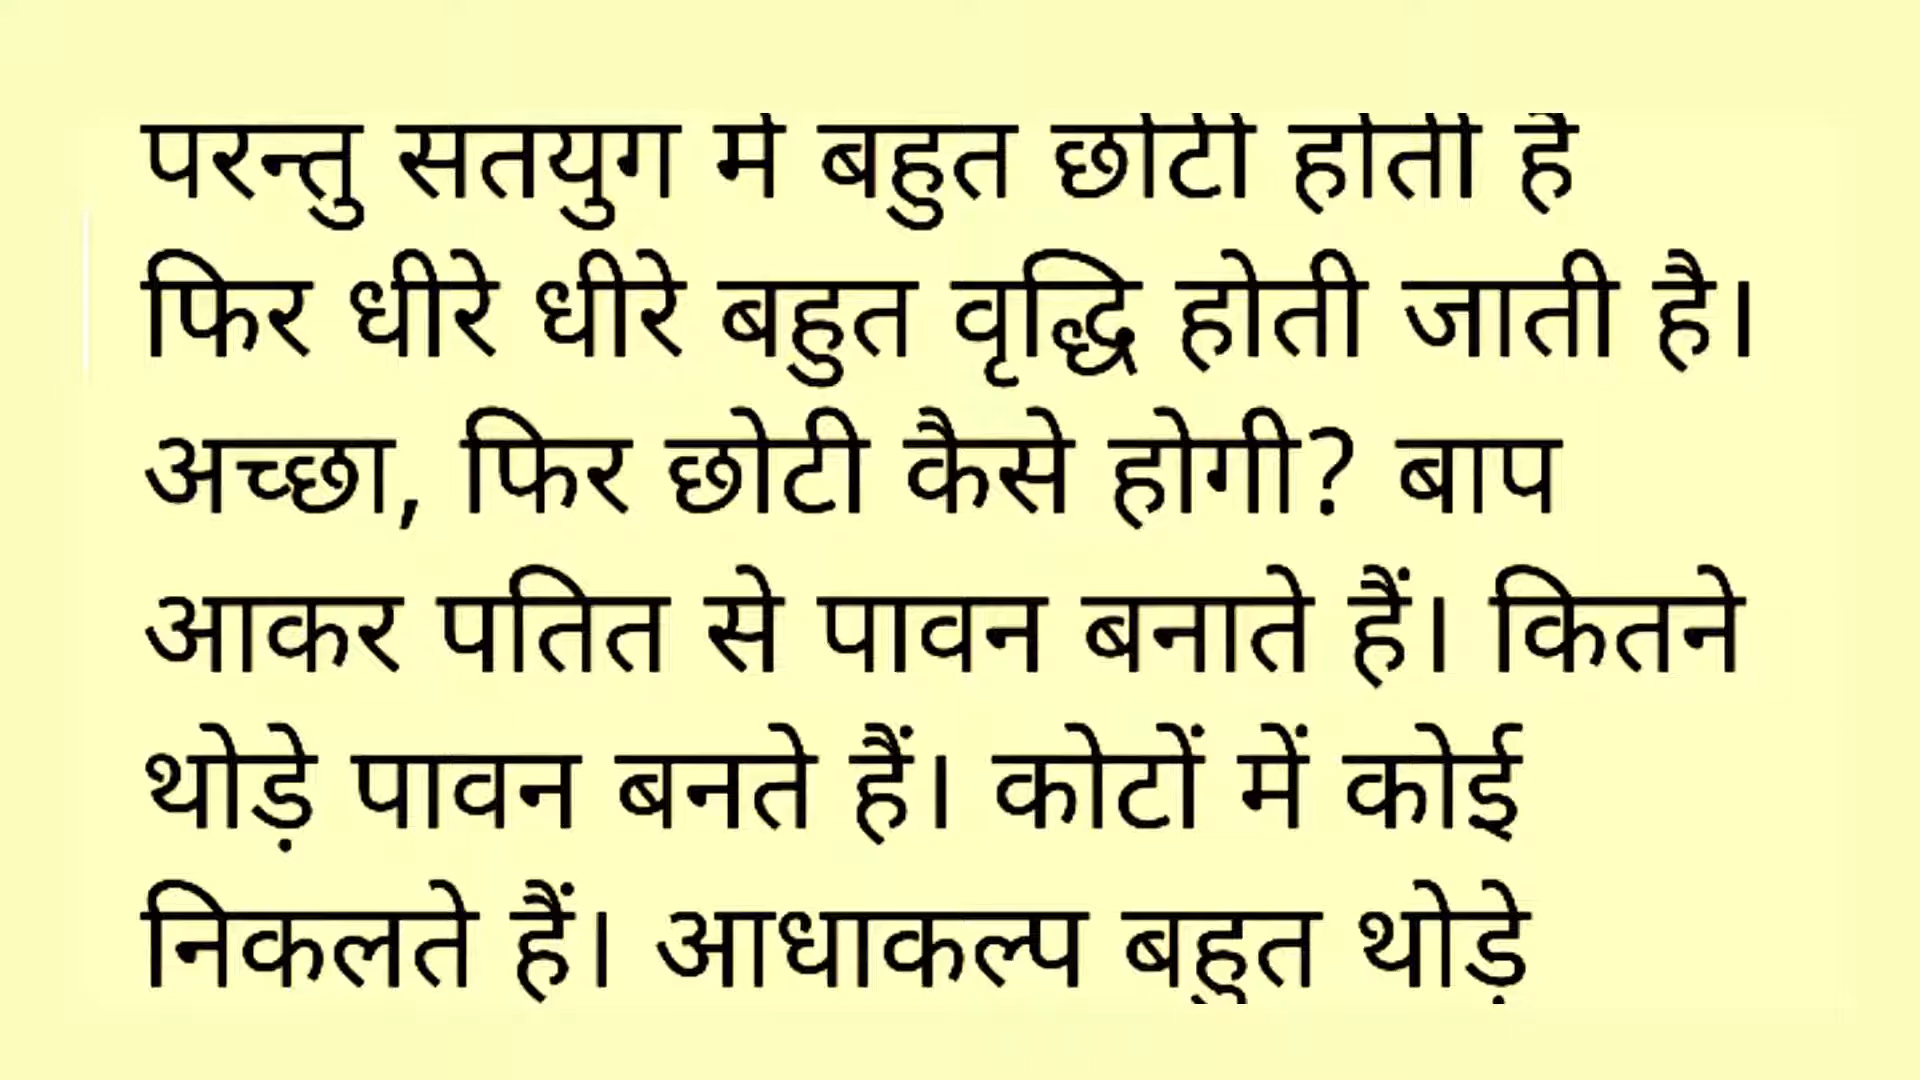 परन्तु सतयुग में बहुत छोटी होती है
फिर धीरे धीरे बहुत वृद्धि होती जाती है।
अच्छा, फिर छोटी कैसे होगी? बाप
आकर पतित से पावन बनाते हैं। कितने
थोड़े पावन बनते हैं। कोटों में कोई
निकलते हैं। आधाकल्प बहुत थोड़े